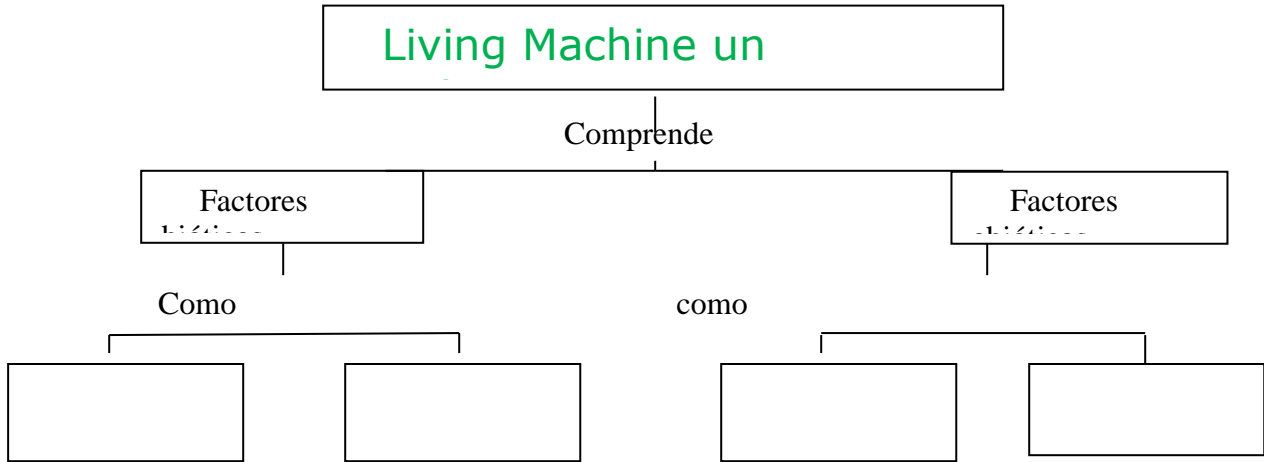 Living Machine un
Comprende
Factores
Factores
Como
como